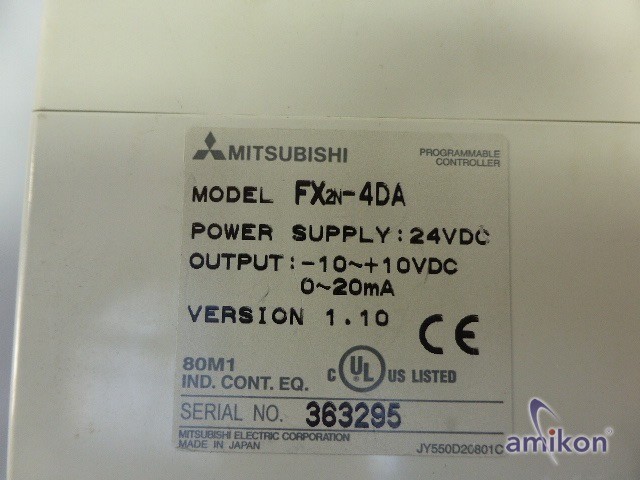 MITSUBISHI
PROGRAMMABLE
CONTROLLER
MODEL FX2N-4DA
POWER SUPPLY: 24VDC
OUTPUT: -10~+10VDC
0~20mA
VERSION 1.10
CE
80M1
IND. CONT. EQ.
C UL US LISTED
SERIAL NO. 363295
MITSUBISHI ELECTRIC CORPORATION
MADE IN JAPAN
JY550D20801C
amikon